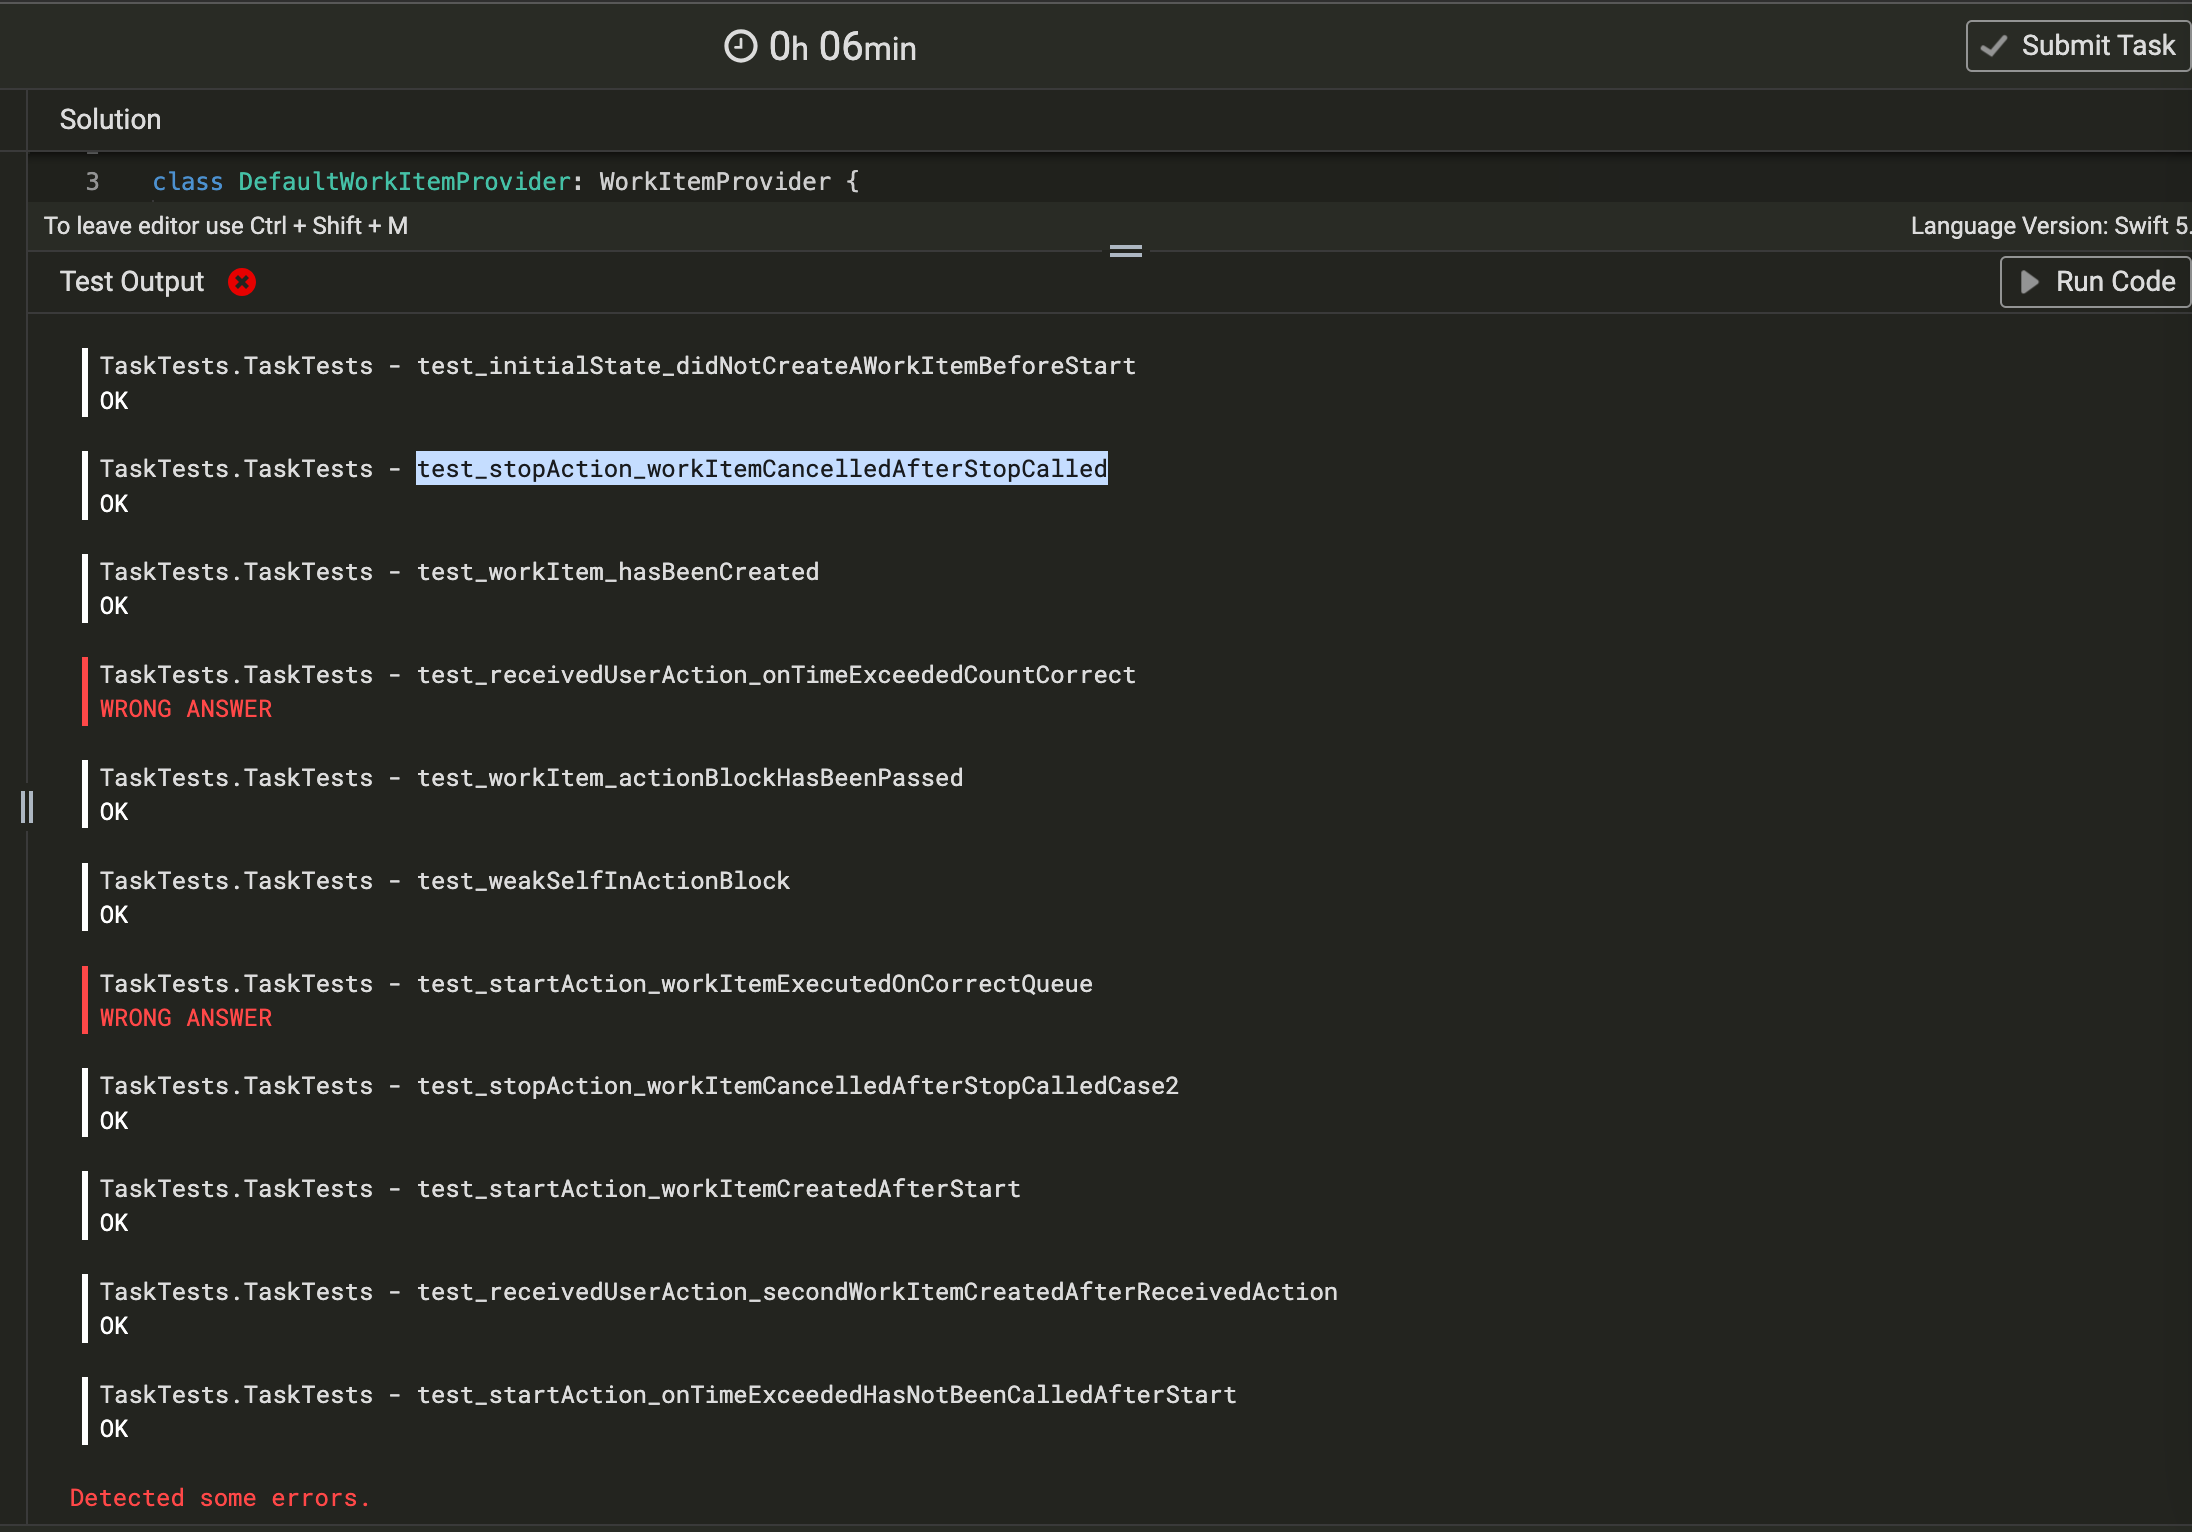 0h 06min
Submit Task
Solution
3 class DefaultWorkItemProvider: WorkItemProvider {
To leave editor use Ctrl + Shift + M
Language Version: Swift 5.
Test Output
Run Code
TaskTests.TaskTests - test_initialState_didNotCreateAWorkItemBeforeStart
OK
TaskTests.TaskTests - test_stopAction_workItemCancelledAfterStopCalled
OK
TaskTests.TaskTests - test_workItem_hasBeenCreated
OK
TaskTests.TaskTests - test_receivedUserAction_onTimeExceededCountCorrect
WRONG ANSWER
TaskTests.TaskTests - test_workItem_actionBlockHasBeenPassed
OK
TaskTests.TaskTests - test_weakSelfInActionBlock
OK
TaskTests.TaskTests - test_startAction_workItemExecutedOnCorrectQueue
WRONG ANSWER
TaskTests.TaskTests - test_stopAction_workItemCancelledAfterStopCalledCase2
OK
TaskTests.TaskTests - test_startAction_workItemCreatedAfterStart
OK
TaskTests.TaskTests - test_receivedUserAction_secondWorkItemCreatedAfterReceivedAction
OK
TaskTests.TaskTests - test_startAction_onTimeExceededHasNotBeenCalledAfterStart
OK
Detected some errors.